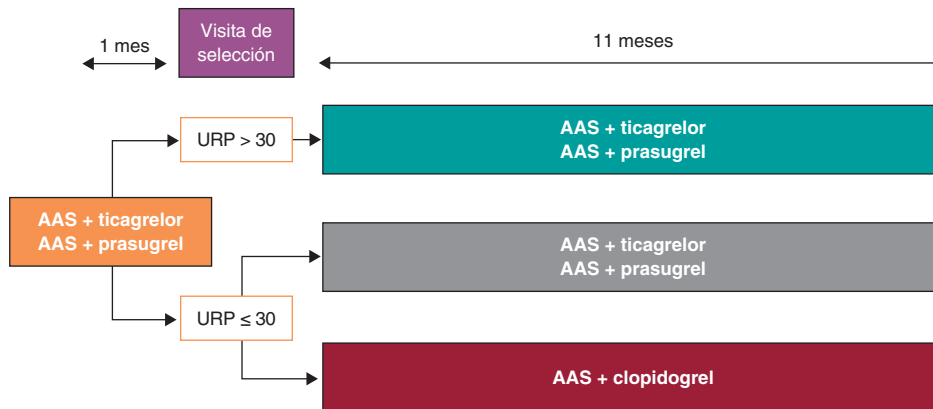 1 mes
Visita de
selección
11 meses
URP > 30
AAS + ticagrelor
AAS + prasugrel
AAS + ticagrelor
AAS + prasugrel
AAS + ticagrelor
AAS + prasugrel
URP ≤ 30
AAS + clopidogrel